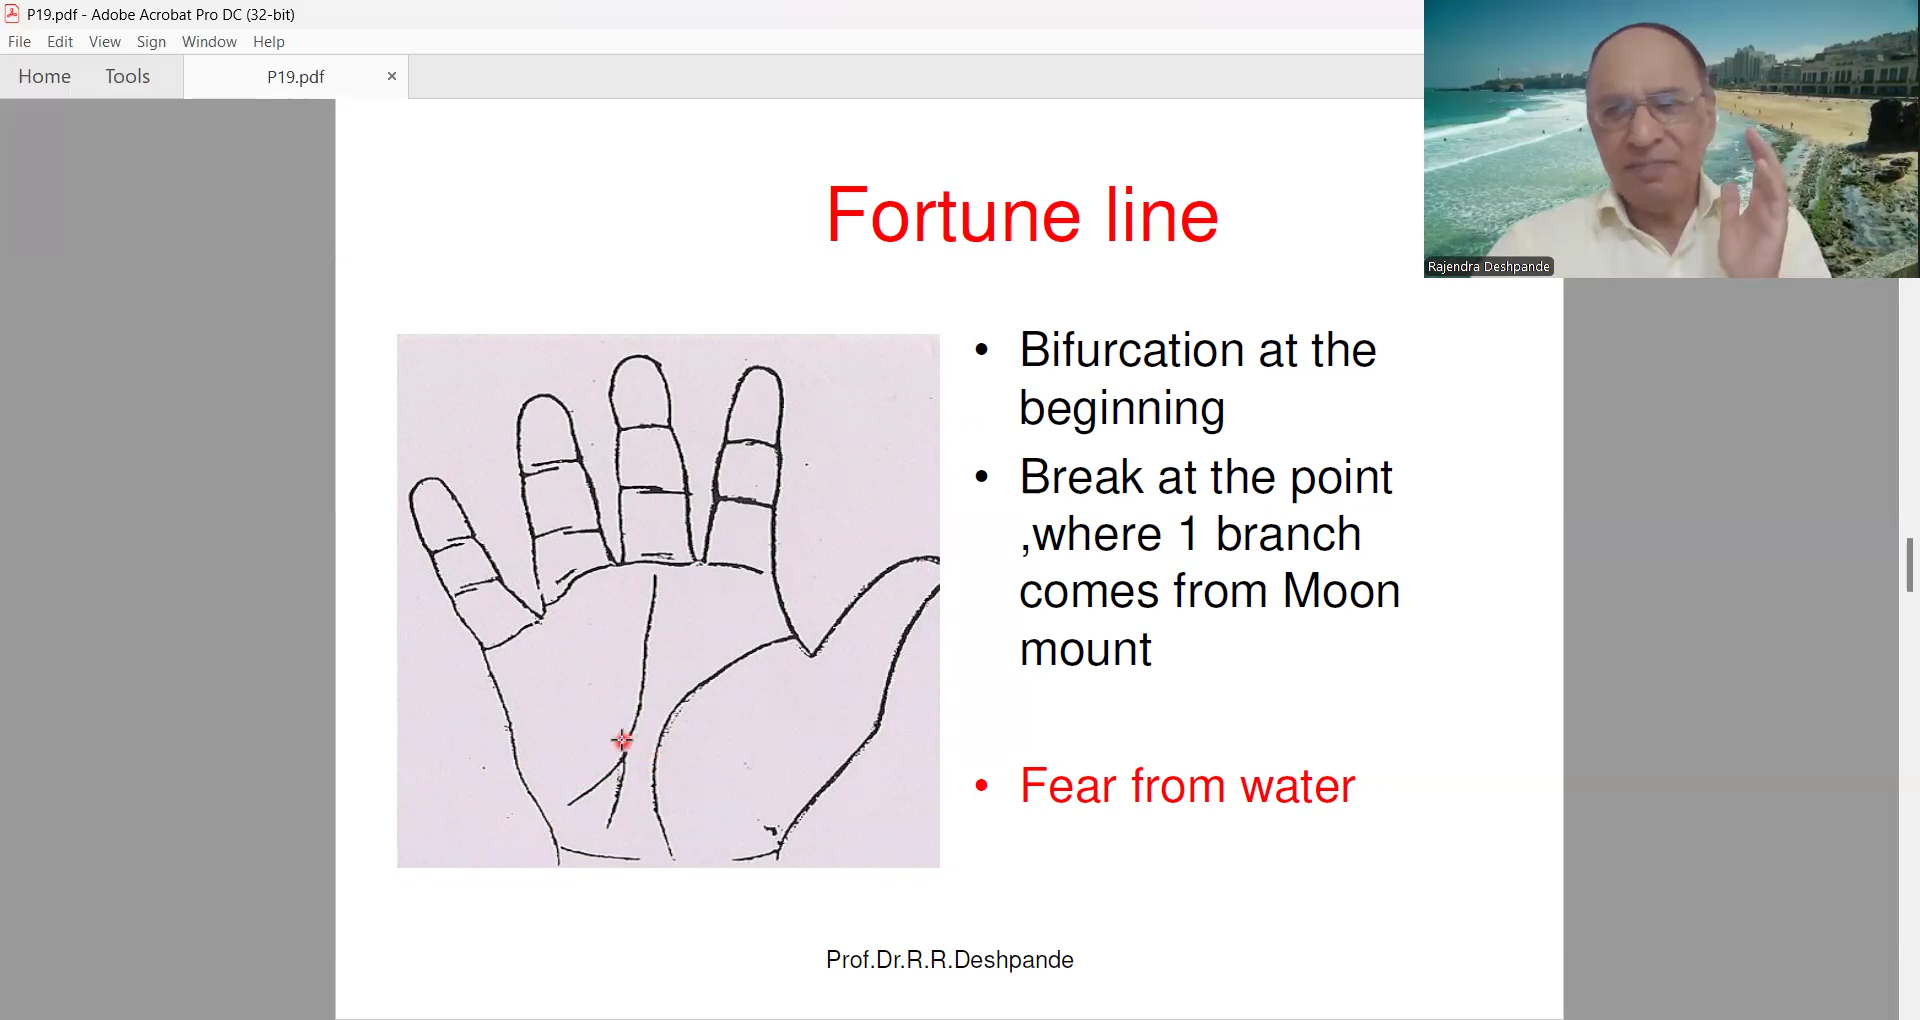 P19.pdf - Adobe Acrobat Pro DC (32-bit)
File Edit View Sign Window Help
Home Tools P19.pdf ×
Rajendra Deshpande
Fortune line
• Bifurcation at the
beginning
• Break at the point
,where 1 branch
comes from Moon
mount
• Fear from water
Prof.Dr.R.R.Deshpande